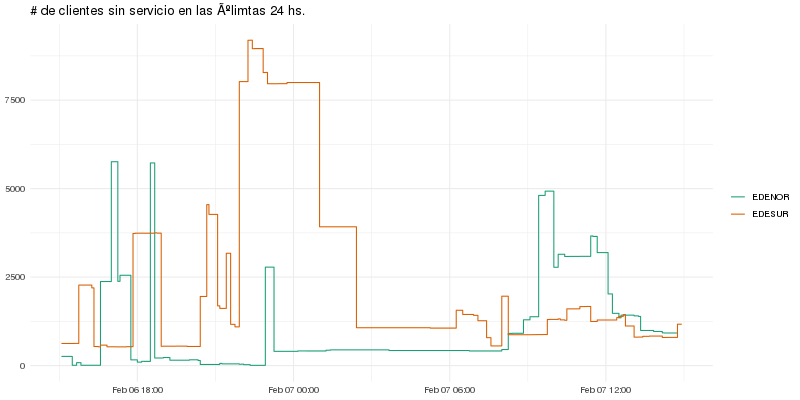 # de clientes sin servicio en las Ãºlimtas 24 hs.
7500
5000
2500
0
Feb 06 18:00
Feb 07 00:00
Feb 07 06:00
Feb 07 12:00
EDENOR
EDESUR